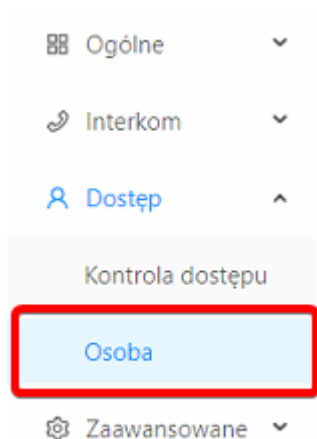 Ogólne
Interkom
Dostęp
Kontrola dostępu
Osoba
Zaawansowane